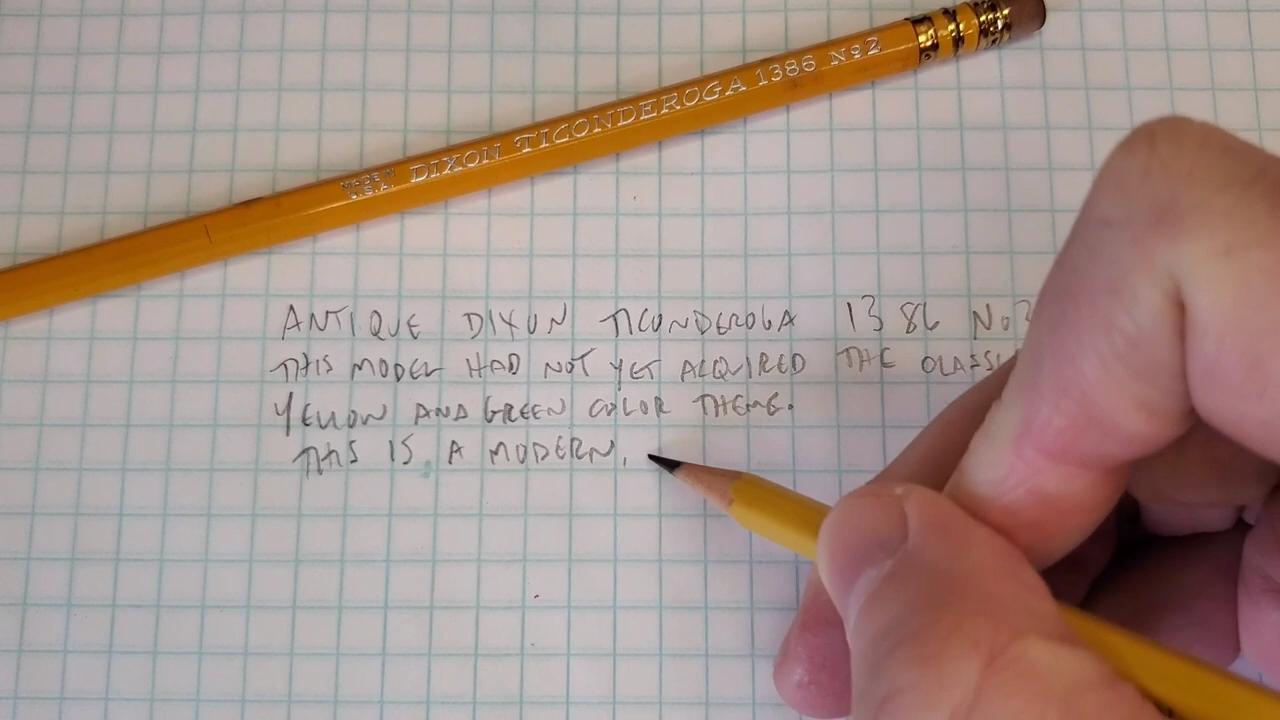 MADE IN
U.S.A.
DIXON TICONDEROGA 1386 Nº2
ANTIQUE DIXON TICONDEROGA 1386 No2
THIS MODEL HAD NOT YET ACQUIRED THE CLASSI
YELLOW AND GREEN COLOR THEME.
THIS IS A MODERN,